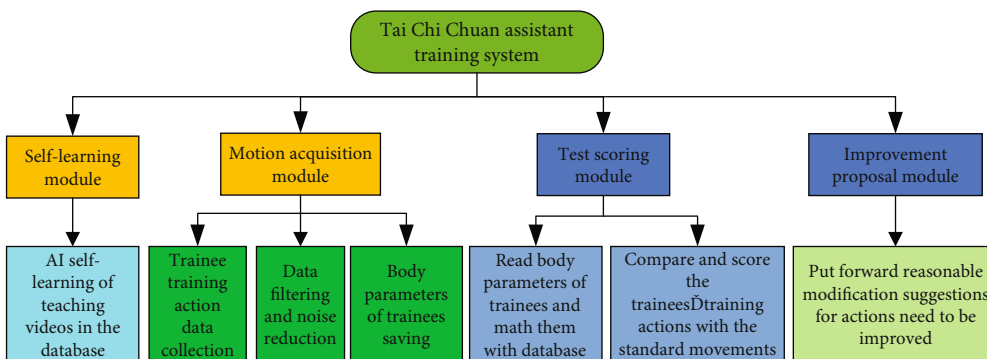 Tai Chi Chuan assistant
training system
Self-learning
module
Motion acquisition
module
Test scoring
module
Improvement
proposal module
AI self-
learning of
teaching
videos in the
database
Trainee
training
action
data
collection
Data
filtering
and noise
reduction
Body
parameters
of trainees
saving
Read body
parameters of
trainees and
math them
with database
Compare and score
the
traineesĎtraining
actions with the
standard movements
Put forward reasonable
modification suggestions
for actions need to be
improved